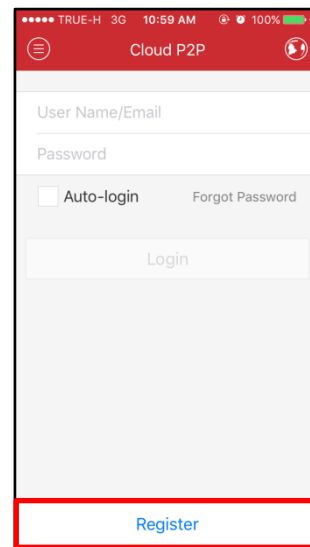 TRUE-H 3G 10:59 AM 100%
Cloud P2P
User Name/Email
Password
Auto-login Forgot Password
Login
Register